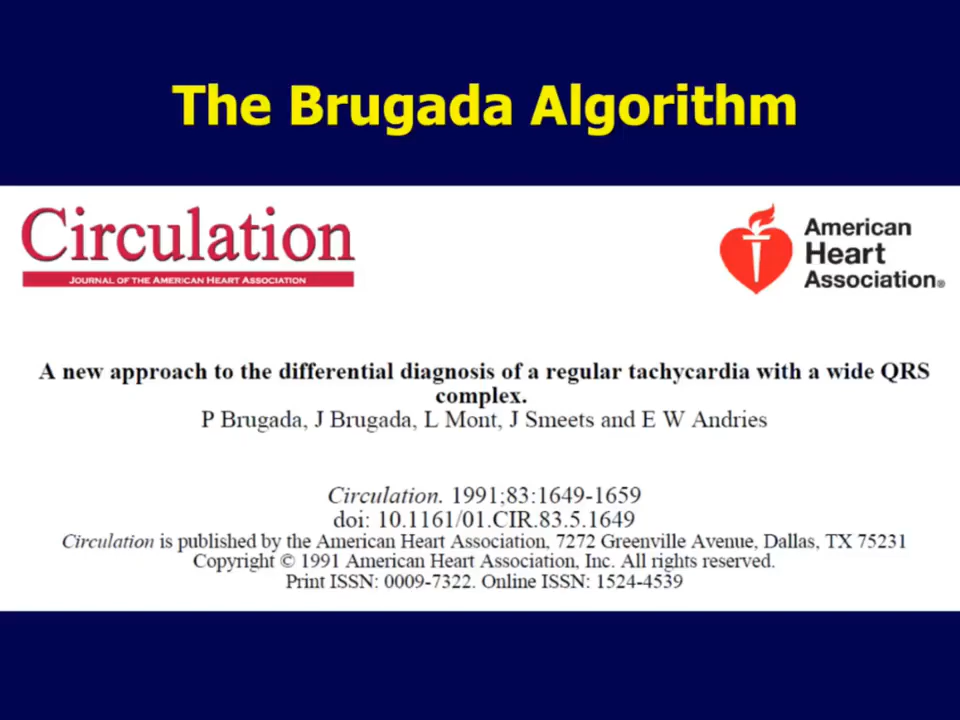 The Brugada Algorithm
Circulation
JOURNAL OF THE AMERICAN HEART ASSOCIATION
American
Heart
Association®
A new approach to the differential diagnosis of a regular tachycardia with a wide QRS
complex.
P Brugada, J Brugada, L Mont, J Smeets and E W Andries
Circulation. 1991;83:1649-1659
doi: 10.1161/01.CIR.83.5.1649
Circulation is published by the American Heart Association, 7272 Greenville Avenue, Dallas, TX 75231
Copyright © 1991 American Heart Association, Inc. All rights reserved.
Print ISSN: 0009-7322. Online ISSN: 1524-4539